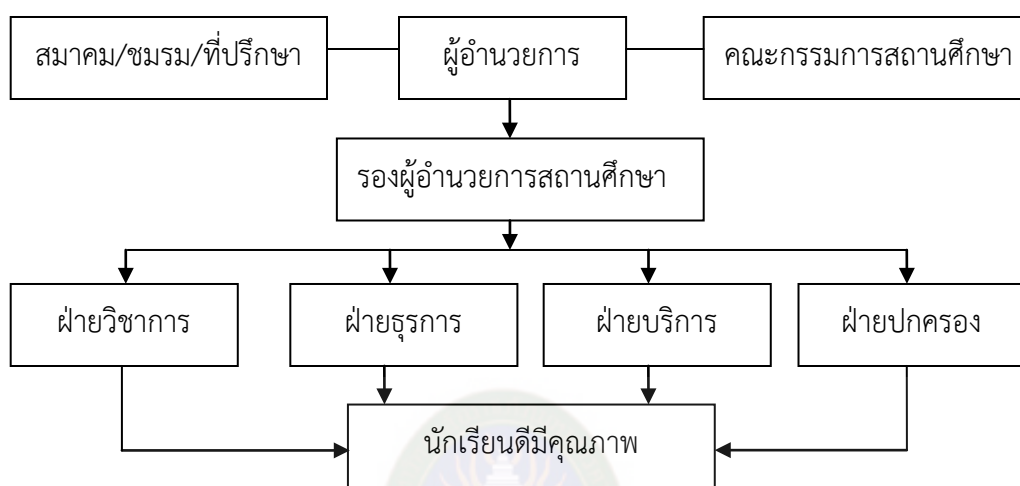 สมาคม/ชมรม/ที่ปรึกษา
ผู้อำนวยการ
คณะกรรมการสถานศึกษา
รองผู้อำนวยการสถานศึกษา
ฝ่ายวิชาการ
ฝ่ายธุรการ
ฝ่ายบริการ
ฝ่ายปกครอง
นักเรียนดีมีคุณภาพ